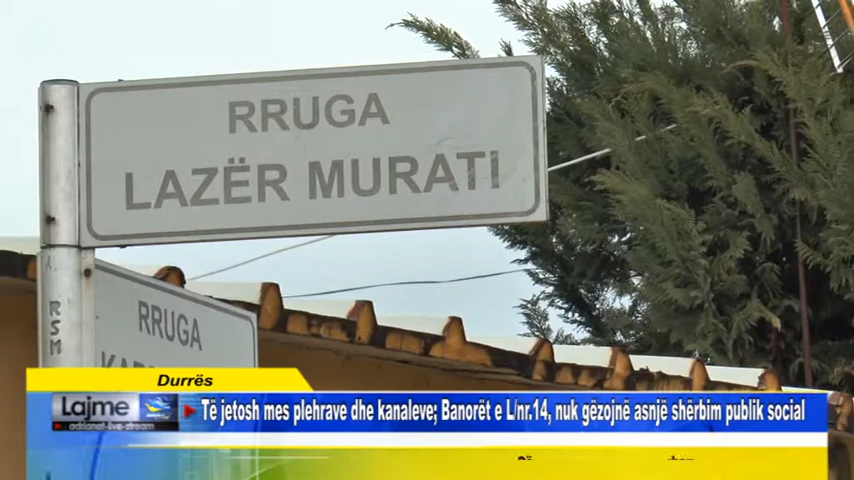 RRUGA
LAZËR MURATI
RRUGA
RSM
Durrës
Lajme
adrianet-live-stream
Të jetosh mes plehrave dhe kanaleve; Banorët e L/nr.14, nuk gëzojnë asnjë shërbim publik social